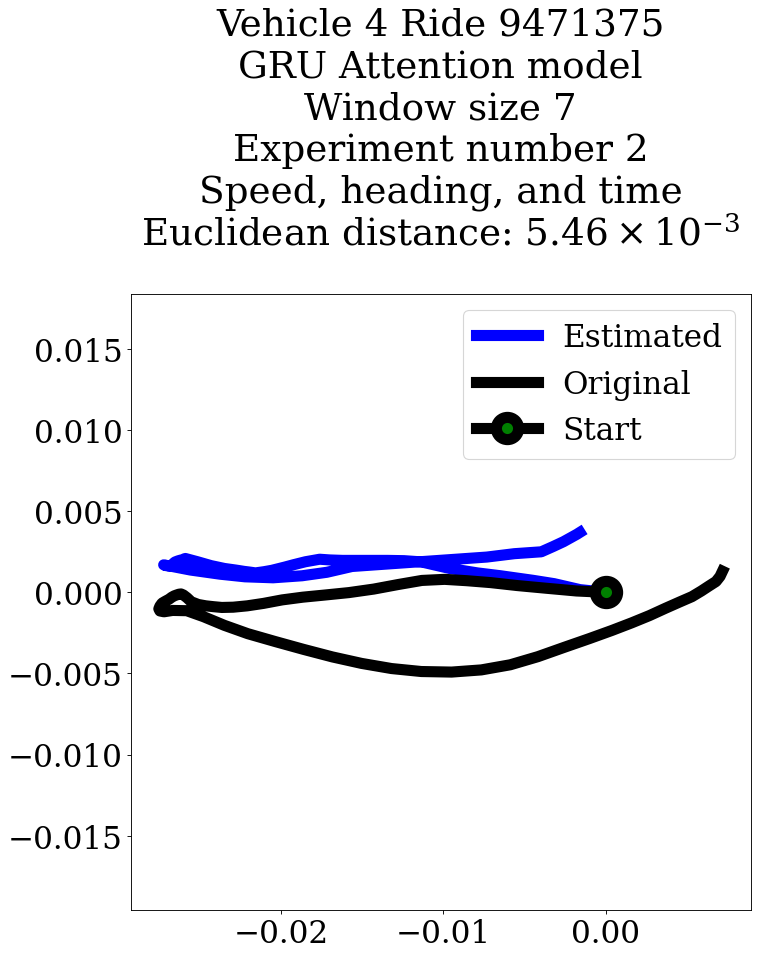 Vehicle 4 Ride 9471375
GRU Attention model
Window size 7
Experiment number 2
Speed, heading, and time
Euclidean distance: 5.46 × 10⁻³
Estimated
Original
Start
0.015
0.010
0.005
0.000
−0.005
−0.010
−0.015
−0.02
−0.01
0.00